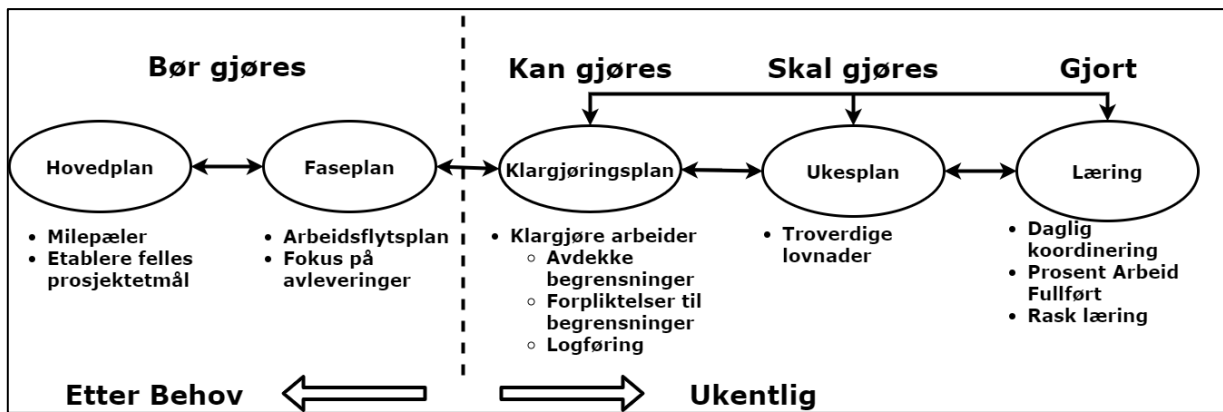 Bør gjøres
Kan gjøres
Skal gjøres
Gjort
Hovedplan
Faseplan
Klargjøringsplan
Ukesplan
Læring
• Milepæler
• Etablere felles
prosjektetmål
• Arbeidsflytsplan
• Fokus på
avleveringer
• Klargjøre arbeider
○ Avdekke
begrensninger
○ Forpliktelser til
begrensninger
○ Logføring
• Troverdige
lovnader
• Daglig
koordinering
• Prosent Arbeid
Fullført
• Rask læring
Etter Behov
Ukentlig